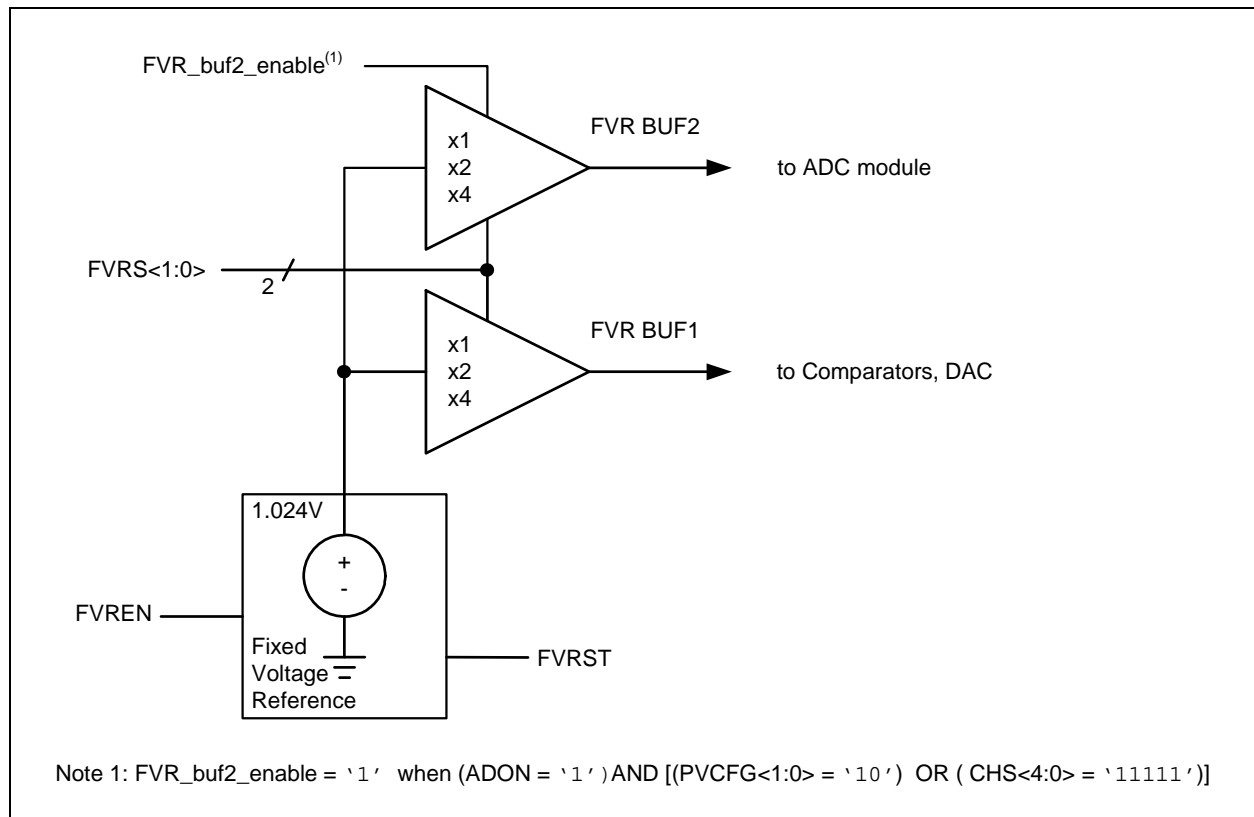 FVR_buf2_enable(1)
FVR BUF2
x1
x2
x4
to ADC module
FVRS<1:0>
2
FVR BUF1
x1
x2
x4
to Comparators, DAC
1.024V
+
-
FVREN
Fixed
Voltage
Reference
FVRST
Note 1: FVR_buf2_enable = ‘1’ when (ADON = ‘1’)AND [(PVCFG<1:0> = ‘10’) OR ( CHS<4:0> = ‘11111’)]